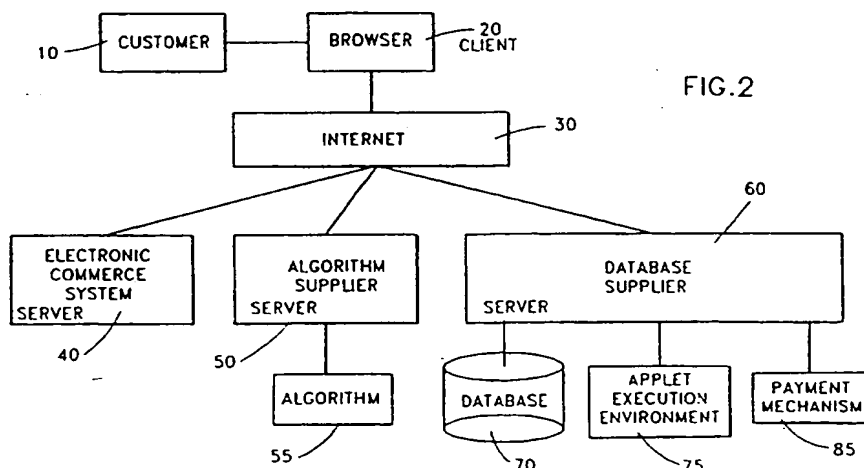 10
CUSTOMER
BROWSER
20
CLIENT
FIG.2
INTERNET
30
60
ELECTRONIC
COMMERCE
SYSTEM
SERVER
40
ALGORITHM
SUPPLIER
SERVER
50
DATABASE
SUPPLIER
SERVER
ALGORITHM
55
DATABASE
70
APPLET
EXECUTION
ENVIRONMENT
75
PAYMENT
MECHANISM
85